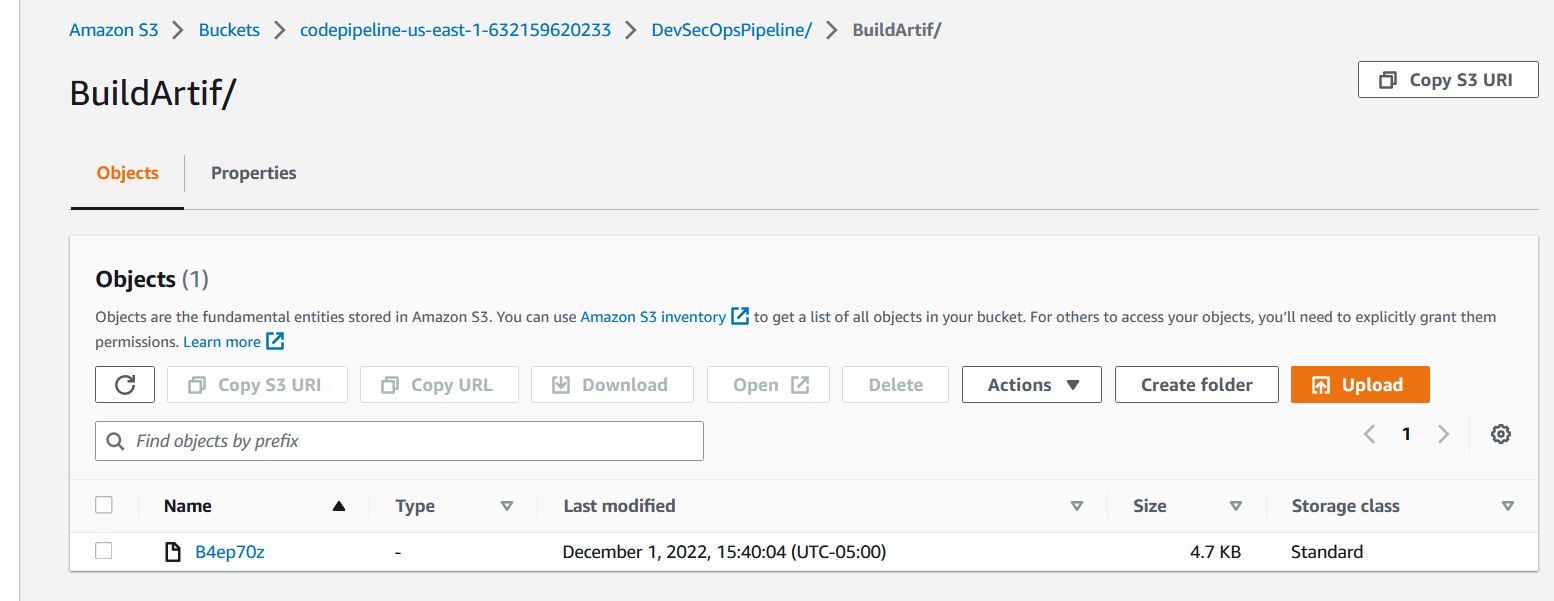 Amazon S3 > Buckets > codepipeline-us-east-1-632159620233 > DevSecOpsPipeline/ > BuildArtif/
BuildArtif/
Copy S3 URI
Objects
Properties
Objects (1)
Objects are the fundamental entities stored in Amazon S3. You can use Amazon S3 inventory to get a list of all objects in your bucket. For others to access your objects, you'll need to explicitly grant them
permissions. Learn more
Copy S3 URI Copy URL Download Open Delete Actions Create folder Upload
Find objects by prefix
1
Name Type Last modified Size Storage class
B4ep70z - December 1, 2022, 15:40:04 (UTC-05:00) 4.7 KB Standard